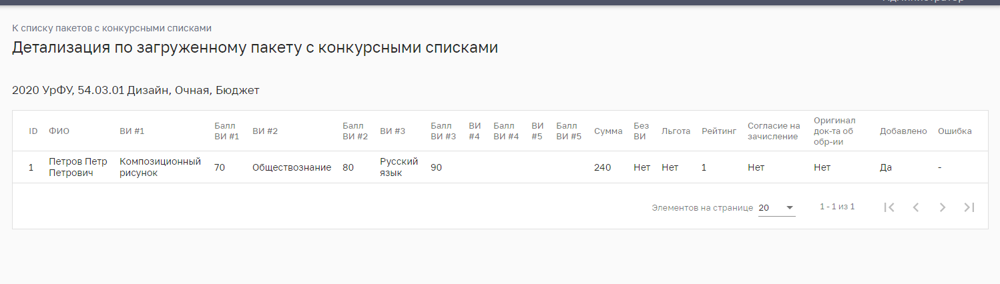 К списку пакетов с конкурсными списками
Детализация по загруженному пакету с конкурсными списками
2020 УрФУ, 54.03.01 Дизайн, Очная, Бюджет
ID ФИО ВИ #1 Балл ВИ #1 ВИ #2 Балл ВИ #2 ВИ #3 Балл ВИ #3 ВИ #4 Балл ВИ #4 ВИ #5 Балл ВИ #5 Сумма Без ВИ Льгота Рейтинг Согласие на зачисление Оригинал док-та об обр-ии Добавлено Ошибка
1 Петров Петр Петрович Композиционный рисунок 70 Обществознание 80 Русский язык 90 240 Нет Нет 1 Нет Нет Да -
Элементов на странице 20 1 - 1 из 1